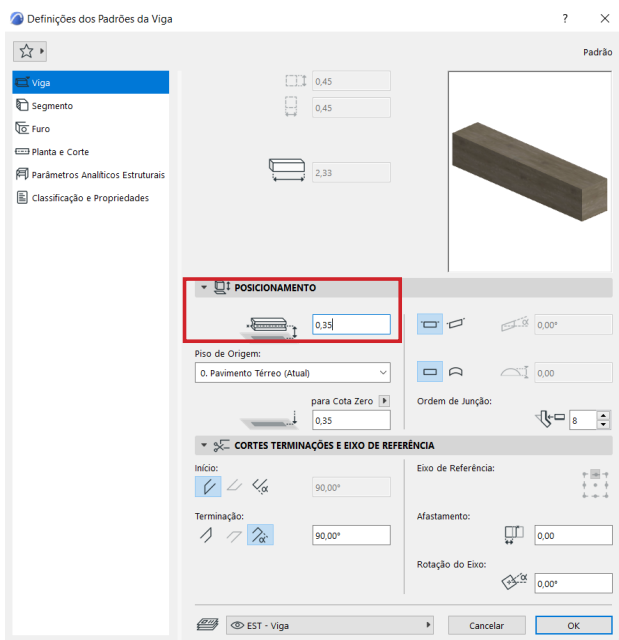 Definições dos Padrões da Viga
?
Padrão
Viga
Segmento
Furo
Planta e Corte
Parâmetros Analíticos Estruturais
Classificação e Propriedades
0,45
0,45
2,33
POSICIONAMENTO
0,35
α 0,00°
Piso de Origem:
0. Pavimento Térreo (Atual)
0,00
para Cota Zero
Ordem de Junção:
0,35
8
CORTES TERMINAÇÕES E EIXO DE REFERÊNCIA
Início:
Eixo de Referência:
α 90,00°
Terminação:
Afastamento:
α 90,00°
0,00
Rotação do Eixo:
α 0,00°
EST - Viga
Cancelar
OK